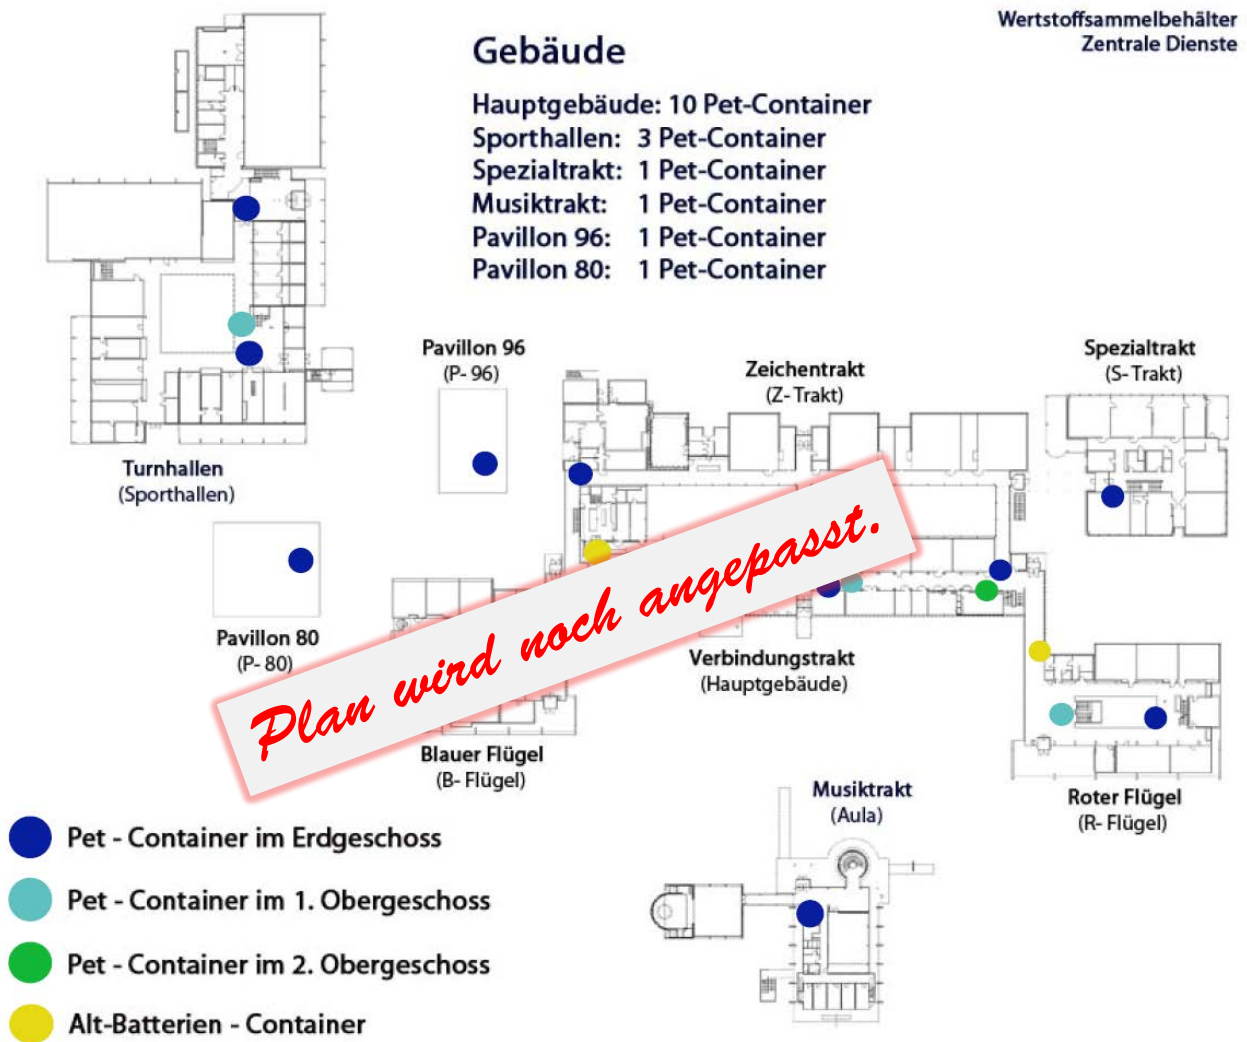 Wertstoffsammelbehälter
Zentrale Dienste
Gebäude
Hauptgebäude: 10 Pet-Container
Sporthallen: 3 Pet-Container
Spezialtrakt: 1 Pet-Container
Musiktrakt: 1 Pet-Container
Pavillon 96: 1 Pet-Container
Pavillon 80: 1 Pet-Container
Pavillon 96
(P- 96)
Zeichentrakt
(Z- Trakt)
Spezialtrakt
(S- Trakt)
Turnhallen
(Sporthallen)
Plan wird noch angepasst.
Pavillon 80
(P- 80)
Verbindungstrakt
(Hauptgebäude)
Blauer Flügel
(B- Flügel)
Musiktrakt
(Aula)
Roter Flügel
(R- Flügel)
Pet - Container im Erdgeschoss
Pet - Container im 1. Obergeschoss
Pet - Container im 2. Obergeschoss
Alt-Batterien - Container